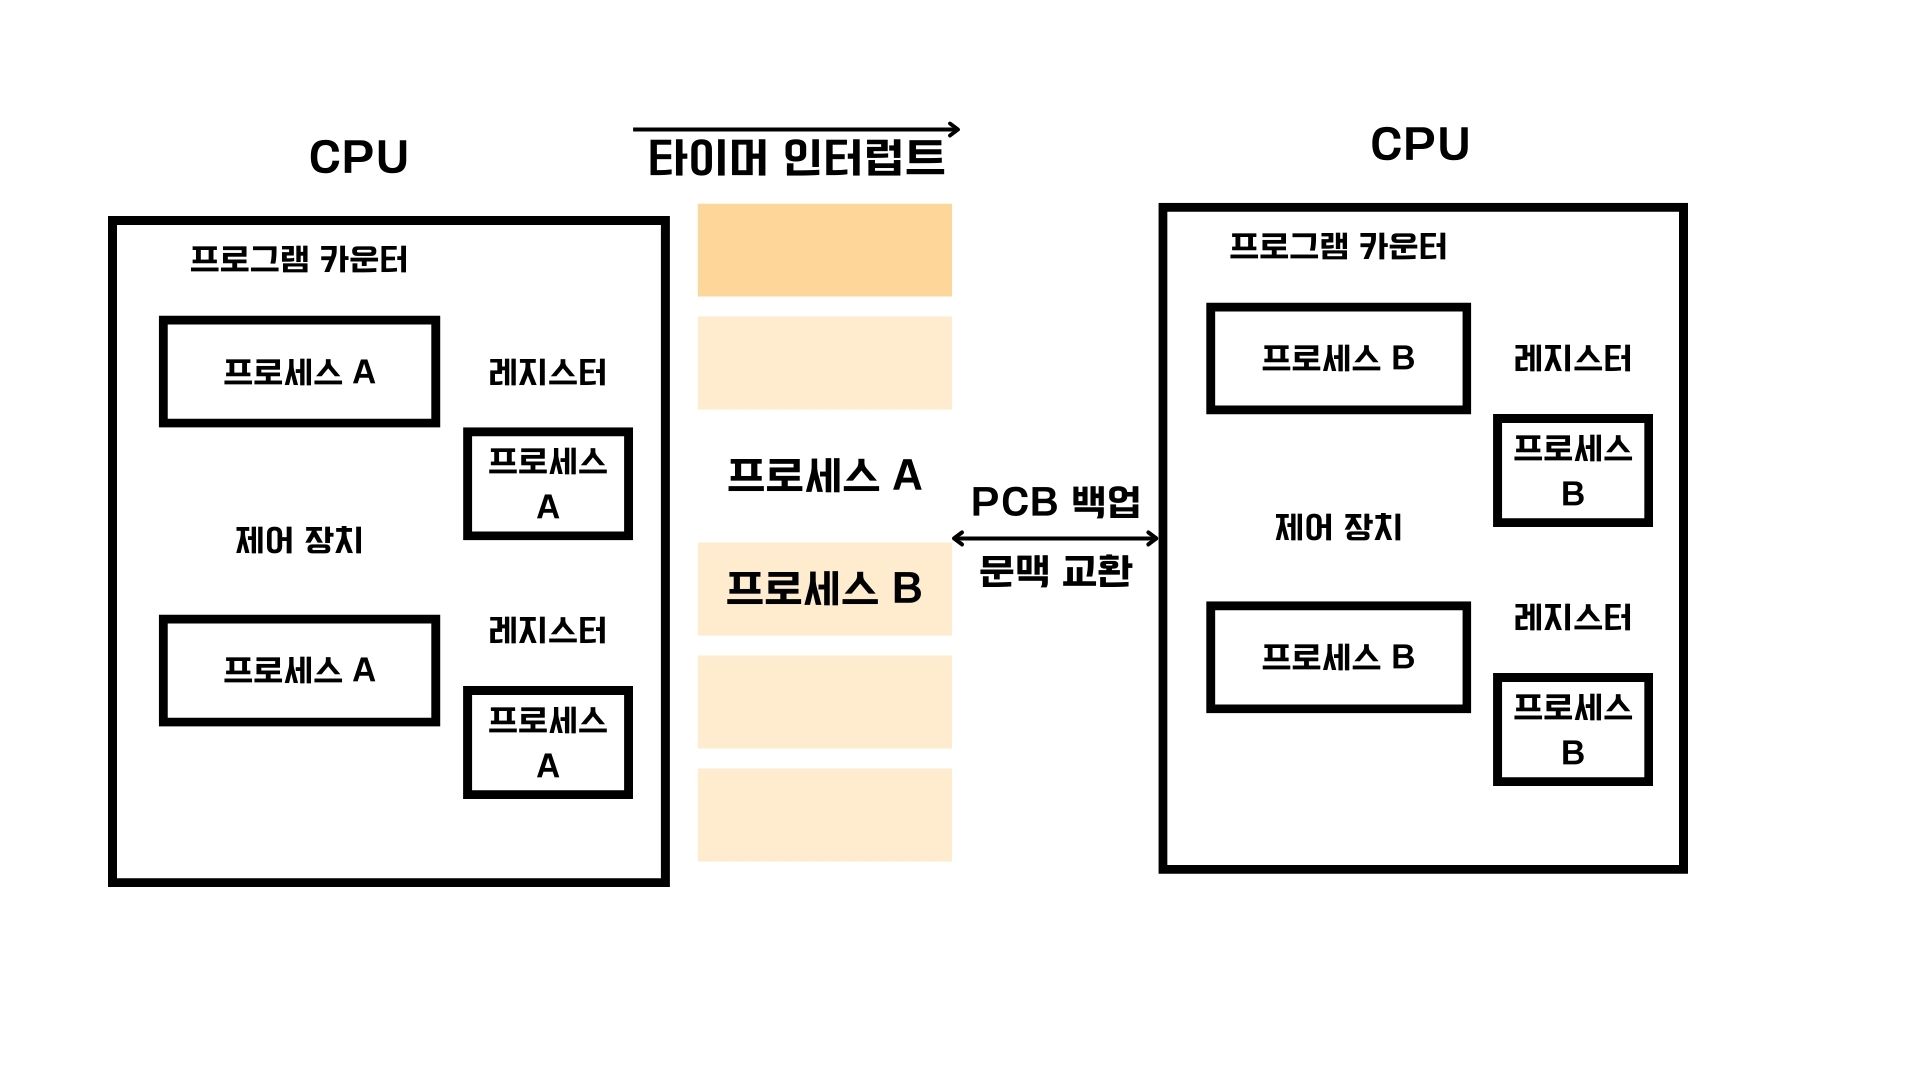 CPU
프로그램 카운터
프로세스 A
레지스터
프로세스
A
제어 장치
프로세스 A
레지스터
프로세스
A
타이머 인터럽트
프로세스 A
프로세스 B
PCB 백업
문맥 교환
CPU
프로그램 카운터
프로세스 B
레지스터
프로세스
B
제어 장치
프로세스 B
레지스터
프로세스
B